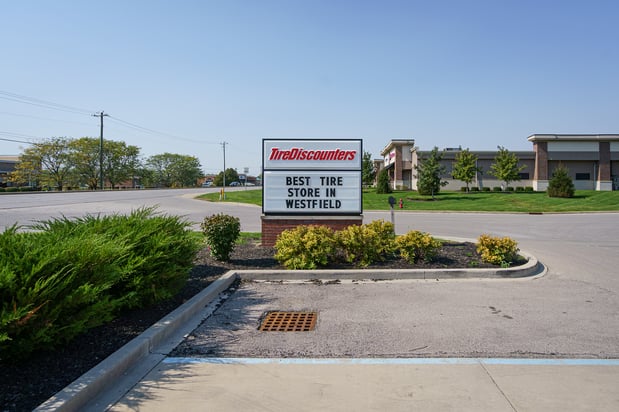 TireDiscounters
BEST TIRE
STORE IN
WESTFIELD